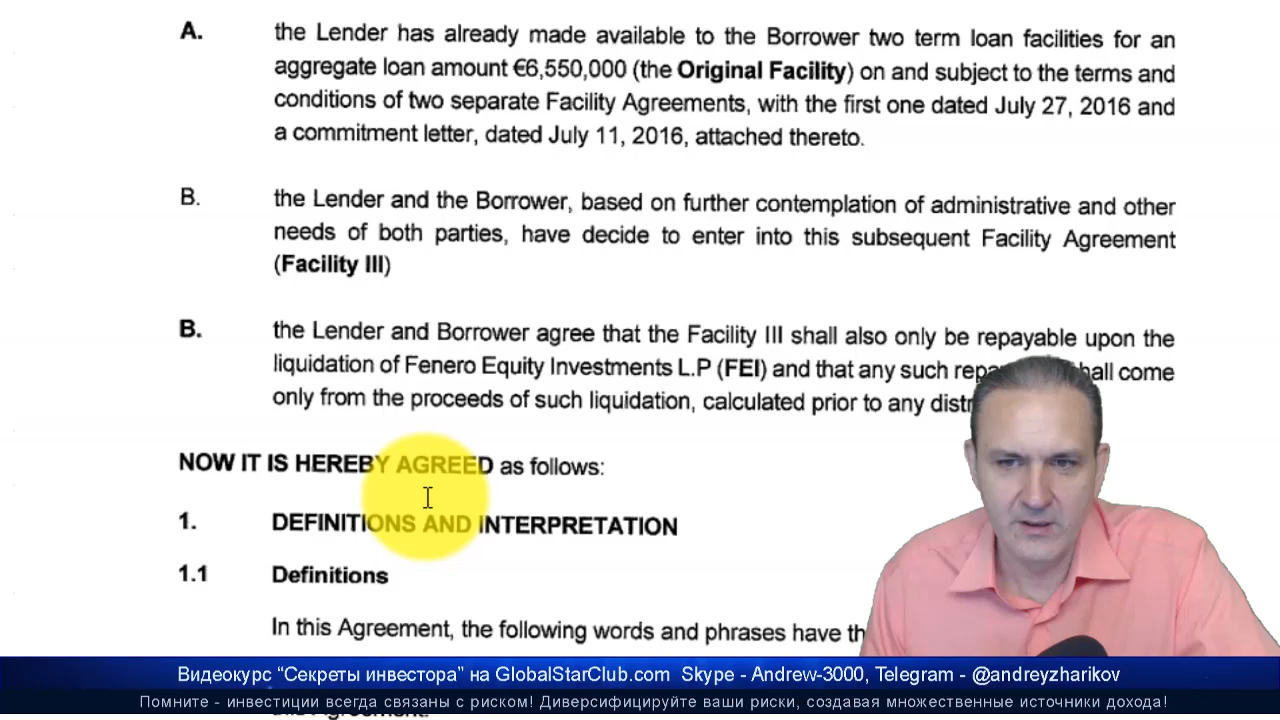 A. the Lender has already made available to the Borrower two term loan facilities for an
aggregate loan amount €6,550,000 (the Original Facility) on and subject to the terms and
conditions of two separate Facility Agreements, with the first one dated July 27, 2016 and
a commitment letter, dated July 11, 2016, attached thereto.
B. the Lender and the Borrower, based on further contemplation of administrative and other
needs of both parties, have decide to enter into this subsequent Facility Agreement
(Facility III)
B. the Lender and Borrower agree that the Facility III shall also only be repayable upon the
liquidation of Fenero Equity Investments L.P (FEI) and that any such shall come
only from the proceeds of such liquidation, calculated prior to any
NOW IT IS HEREBY AGREED as follows:
1. DEFINITIONS AND INTERPRETATION
1.1 Definitions
In this Agreement, the following words and phrases have
Видеокурс “Секреты инвестора” на GlobalStarClub.com Skype - Andrew-3000, Telegram - @andreyzharikov
Помните - инвестиции всегда связаны с риском! Диверсифицируйте ваши риски, создавая множественные источники дохода!